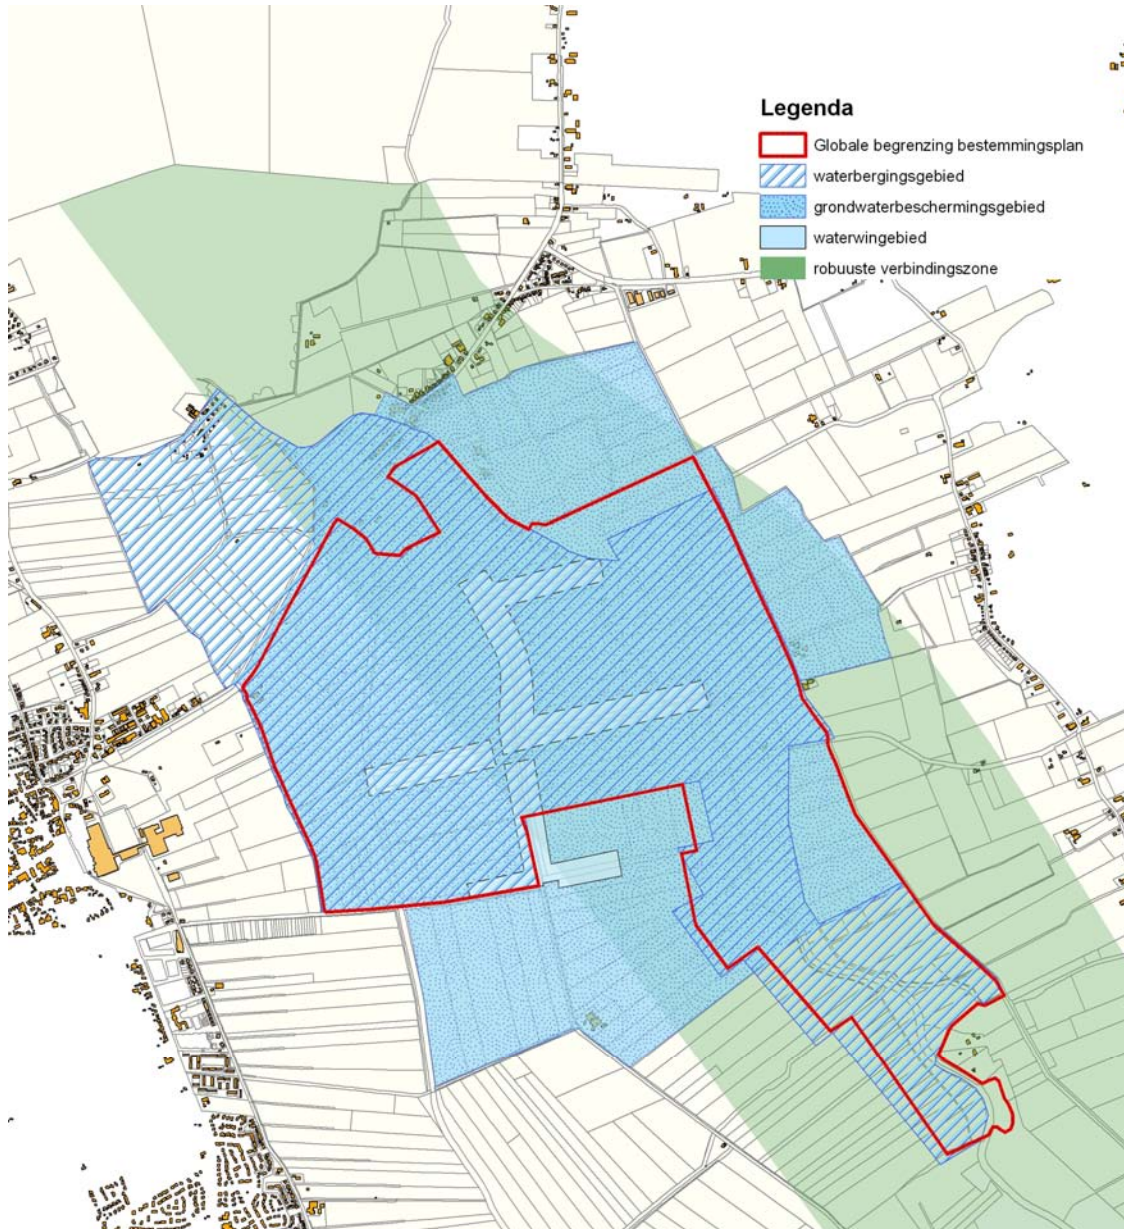 Legenda
Globale begrenzing bestemmingsplan
waterbergingsgebied
grondwaterbeschermingsgebied
waterwingebied
robuuste verbindingszone